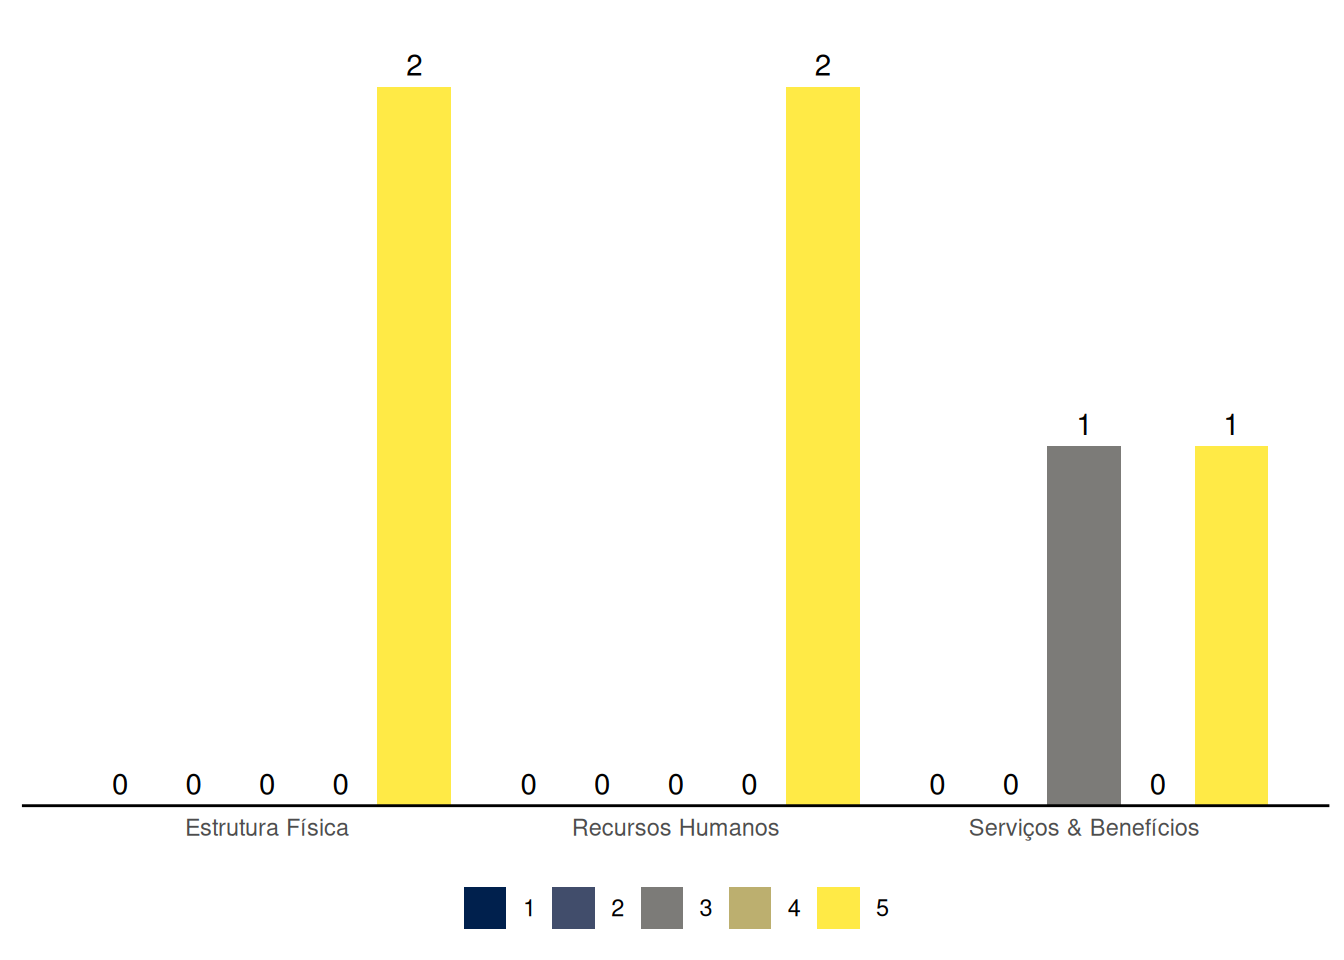 2 2
1 1
0 0 0 0 0 0 0 0 0 0 0
Estrutura Física Recursos Humanos Serviços & Benefícios
1 2 3 4 5